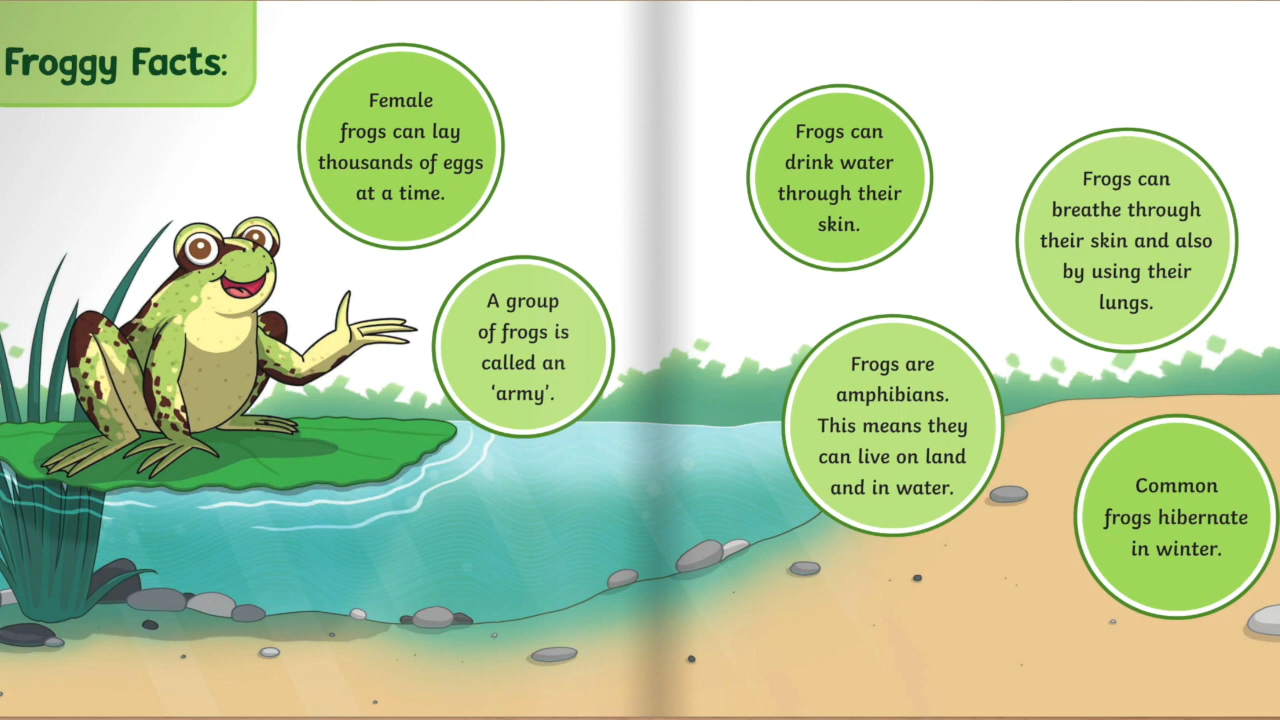 Froggy Facts:
Female
frogs can lay
thousands of eggs
at a time.
A group
of frogs is
called an
‘army’.
Frogs can
drink water
through their
skin.
Frogs can
breathe through
their skin and also
by using their
lungs.
Frogs are
amphibians.
This means they
can live on land
and in water.
Common
frogs hibernate
in winter.